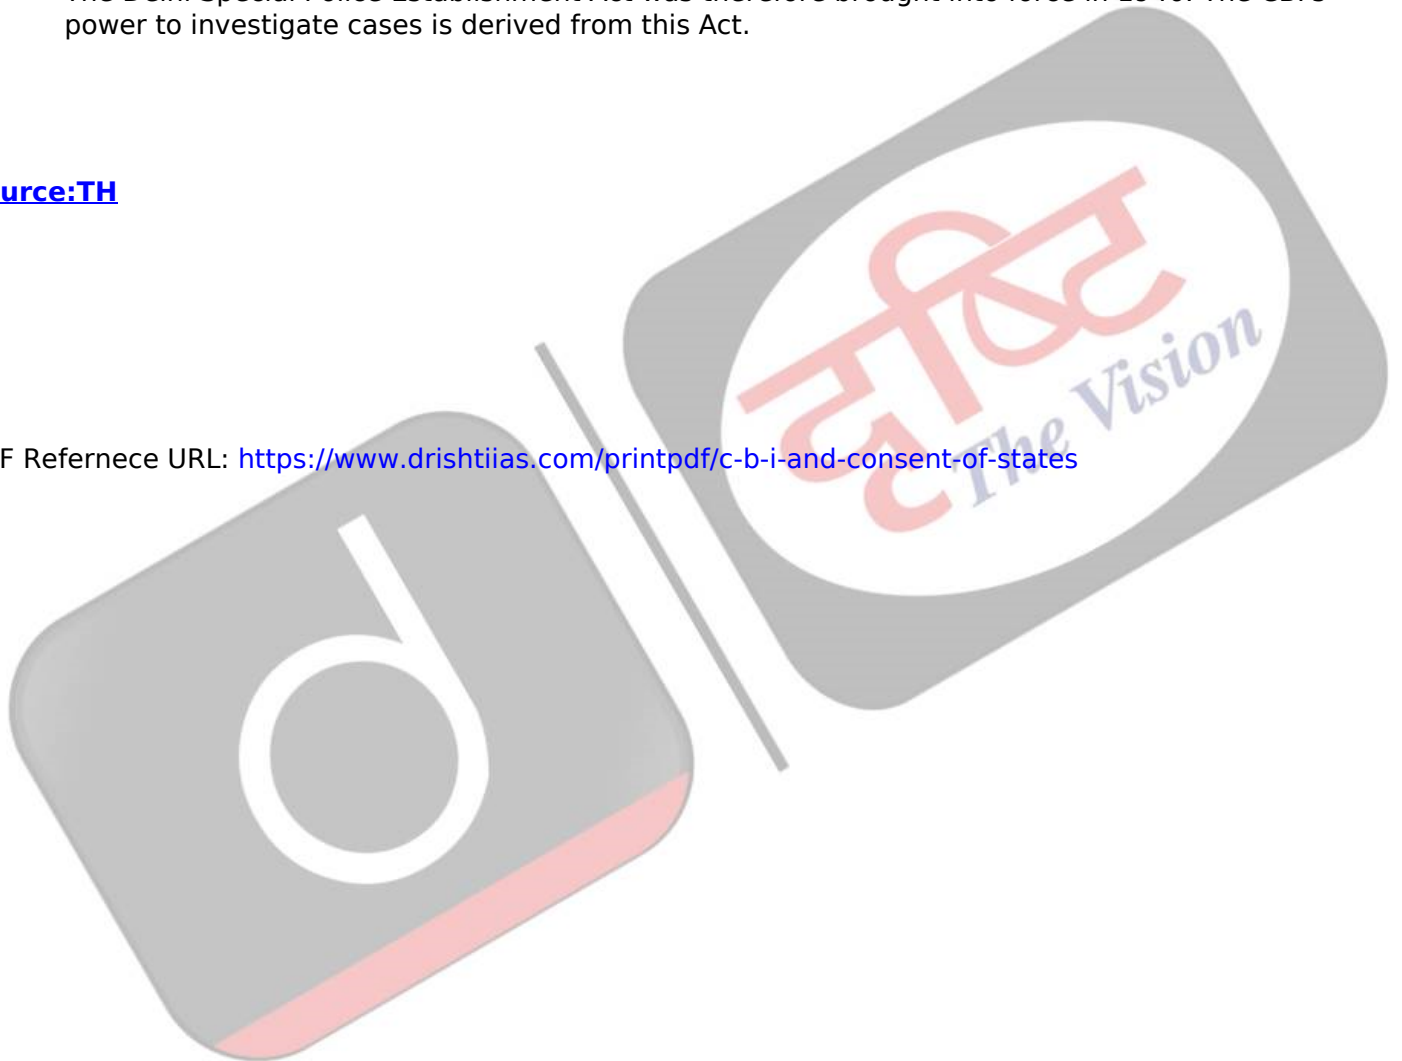 power to investigate cases is derived from this Act.
urce:TH
F Refernece URL: https://www.drishtiias.com/printpdf/c-b-i-and-consent-of-states
दृष्टि
The Vision
d